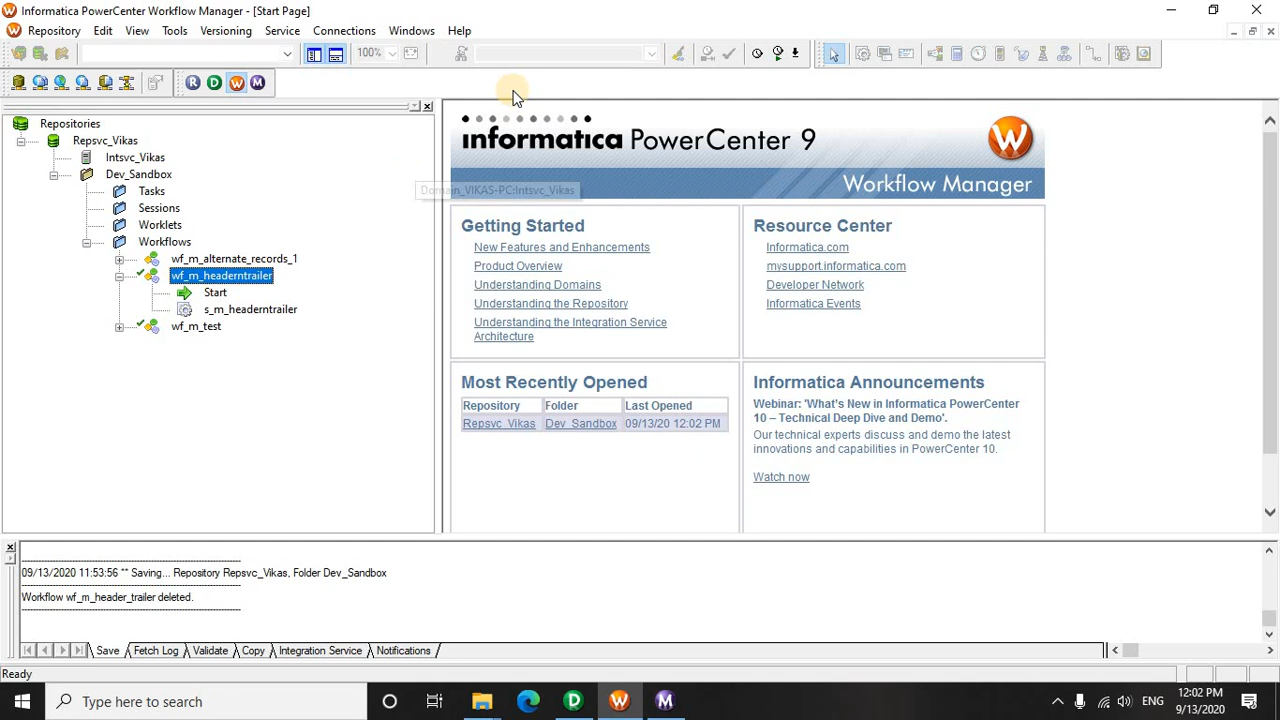 Informatica PowerCenter Workflow Manager - [Start Page]
Repository Edit View Tools Versioning Service Connections Windows Help
100%
R D W M
Repositories
Repsvc_Vikas
Intsvc_Vikas
Dev_Sandbox
Tasks
Sessions
Worklets
Workflows
wf_m_alternate_records_1
wf_m_headerntrailer
Start
s_m_headerntrailer
wf_m_test
Domain_VIKAS-PC:Intsvc_Vikas
informatica PowerCenter 9
Workflow Manager
Getting Started
New Features and Enhancements
Product Overview
Understanding Domains
Understanding the Repository
Understanding the Integration Service
Architecture
Resource Center
Informatica.com
mysupport.informatica.com
Developer Network
Informatica Events
Most Recently Opened
Repository Folder Last Opened
Repsvc_Vikas Dev_Sandbox 09/13/20 12:02 PM
Informatica Announcements
Webinar: 'What's New in Informatica PowerCenter
10 – Technical Deep Dive and Demo'.
Our technical experts discuss and demo the latest
innovations and capabilities in PowerCenter 10.
Watch now
09/13/2020 11:53:56 ** Saving... Repository Repsvc_Vikas, Folder Dev_Sandbox
Workflow wf_m_header_trailer deleted.
Save Fetch Log Validate Copy Integration Service Notifications
Ready
Type here to search
D W M
ENG
12:02 PM
9/13/2020